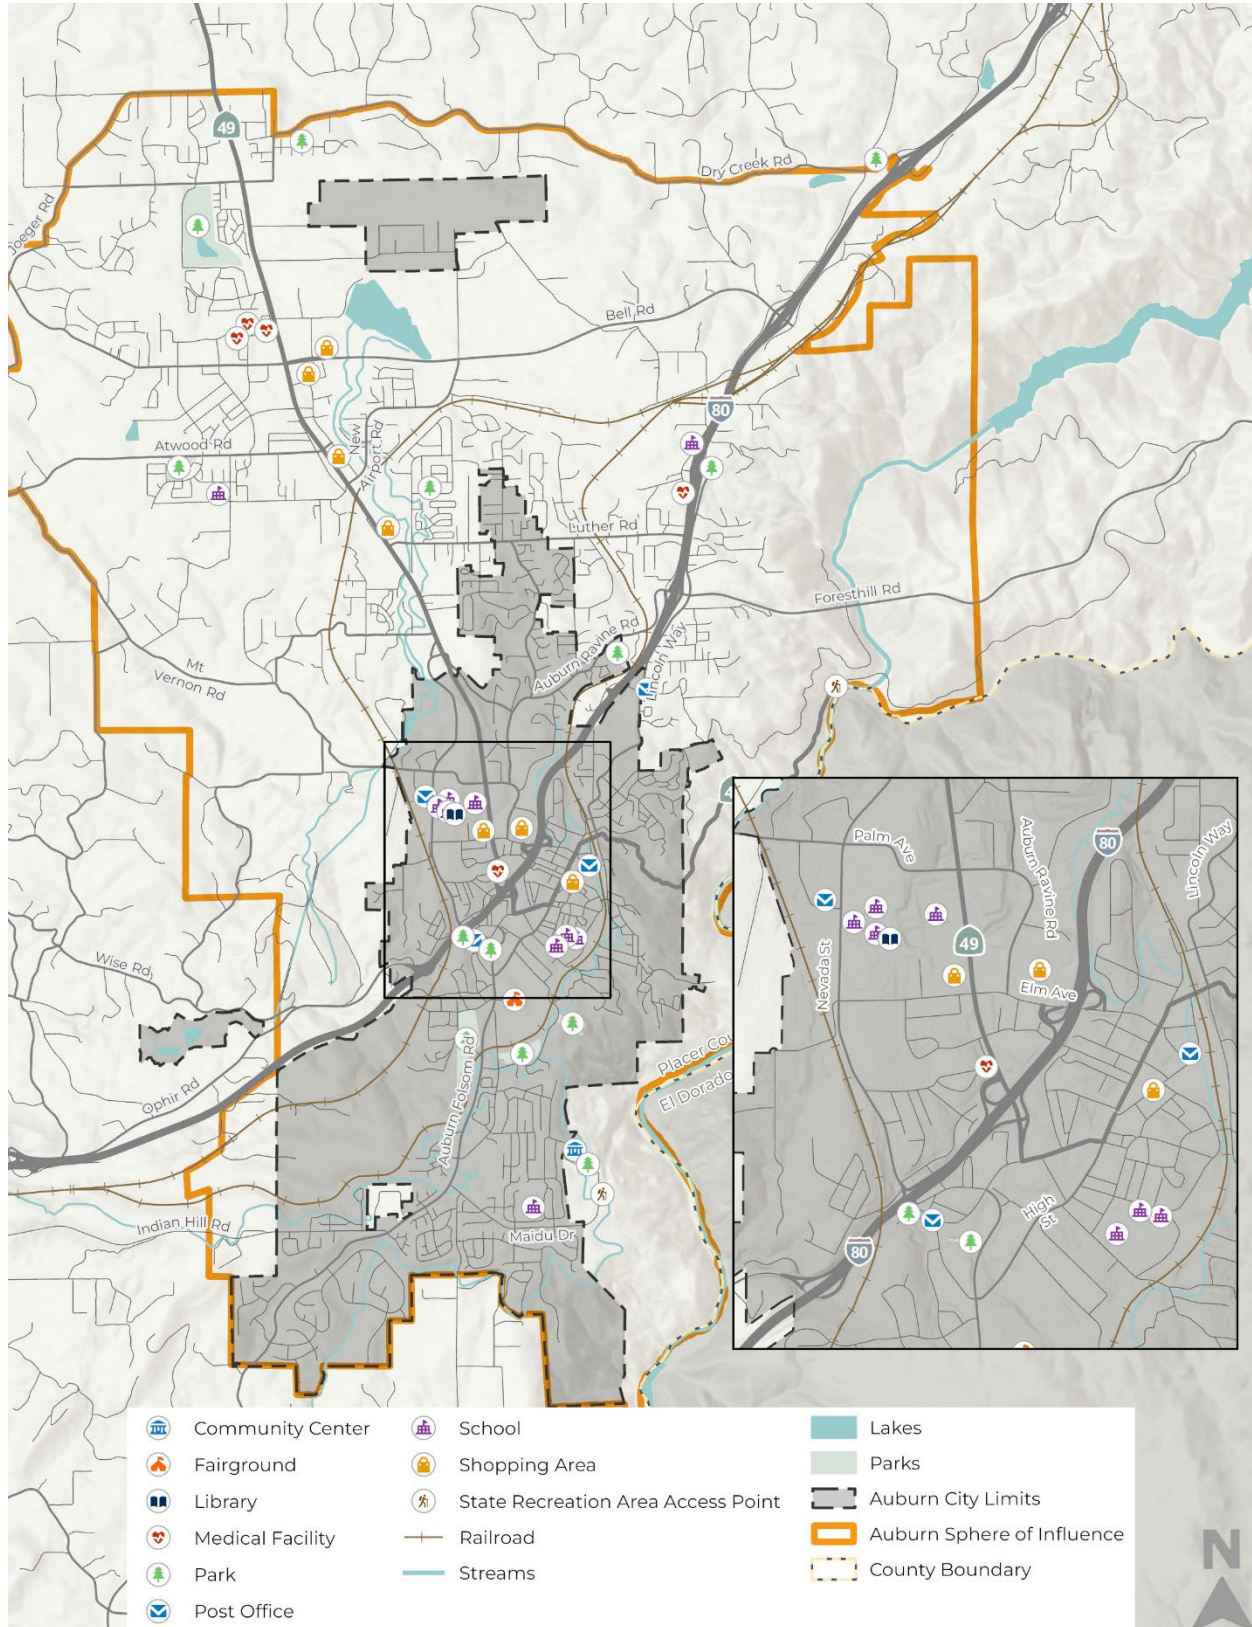 49
Dry Creek Rd
Joeger Rd
Bell Rd
80
Atwood Rd
New
Airport Rd
Luther Rd
Foresthill Rd
Auburn Ravine Rd
Lincoln Way
Mt
Vernon Rd
Wise Rd
Ophir Rd
Auburn Folsom Rd
Placer Cou
El Dorado
Indian Hill Rd
Maidu Dr
Palm Ave
Auburn Ravine Rd
80
Lincoln Way
Nevada St
49
Elm Ave
High
St
80
Community Center
Fairground
Library
Medical Facility
Park
Post Office
School
Shopping Area
State Recreation Area Access Point
Railroad
Streams
Lakes
Parks
Auburn City Limits
Auburn Sphere of Influence
County Boundary
N